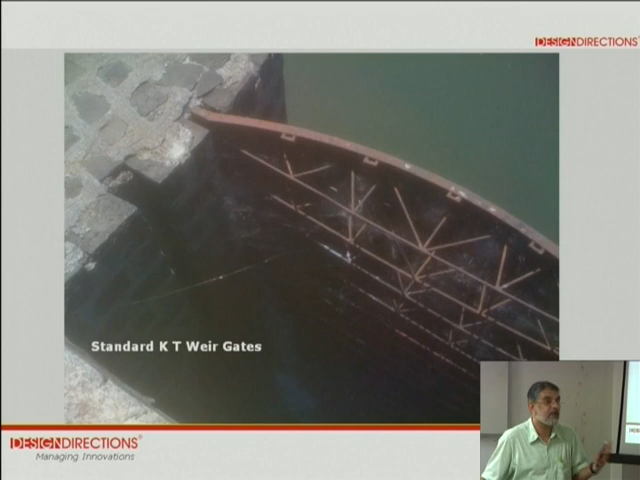 DESIGNDIRECTIONS
Standard K T Weir Gates
DESIGNDIRECTIONS®
Managing Innovations